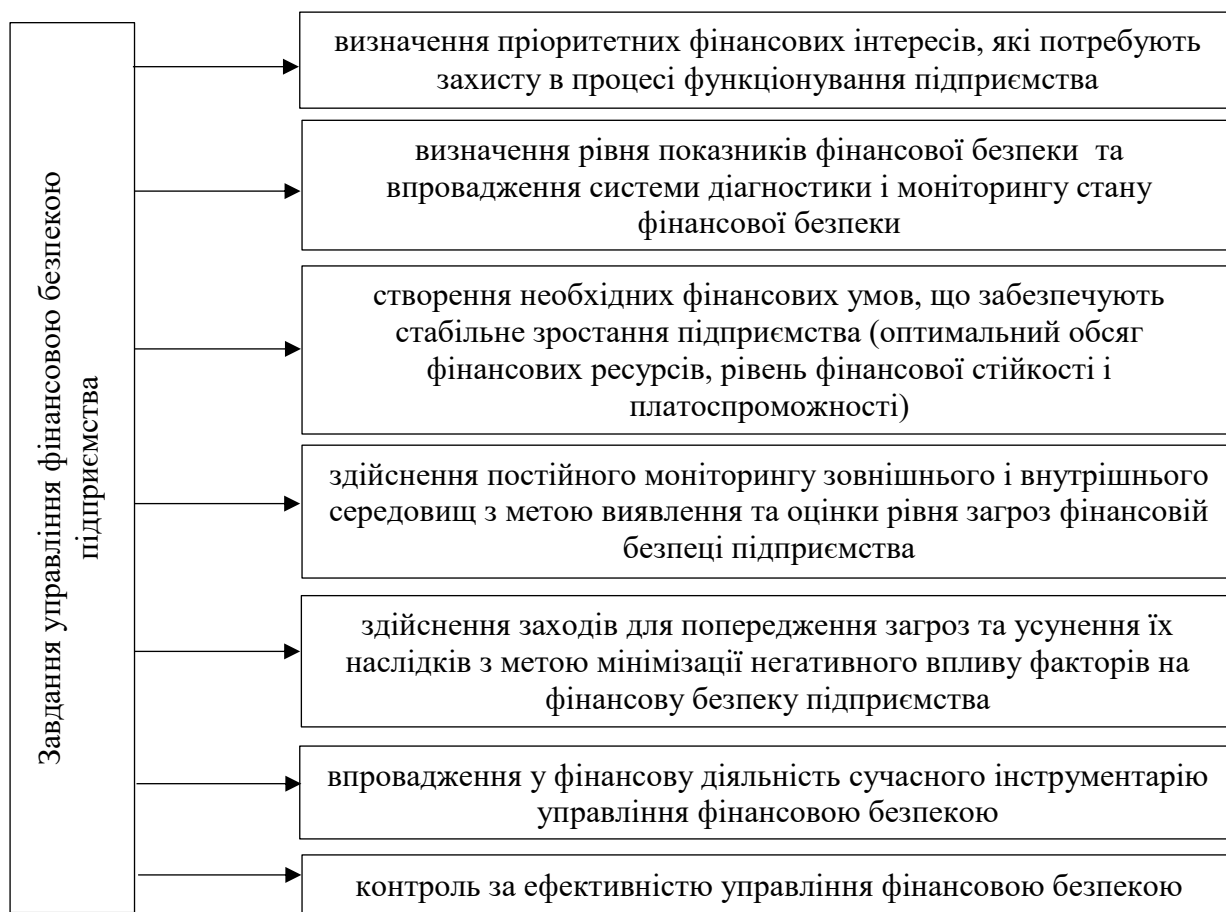 Завдання управління фінансовою безпекою
підприємства
визначення пріоритетних фінансових інтересів, які потребують
захисту в процесі функціонування підприємства
визначення рівня показників фінансової безпеки та
впровадження системи діагностики і моніторингу стану
фінансової безпеки
створення необхідних фінансових умов, що забезпечують
стабільне зростання підприємства (оптимальний обсяг
фінансових ресурсів, рівень фінансової стійкості і
платоспроможності)
здійснення постійного моніторингу зовнішнього і внутрішнього
середовищ з метою виявлення та оцінки рівня загроз фінансовій
безпеці підприємства
здійснення заходів для попередження загроз та усунення їх
наслідків з метою мінімізації негативного впливу факторів на
фінансову безпеку підприємства
впровадження у фінансову діяльність сучасного інструментарію
управління фінансовою безпекою
контроль за ефективністю управління фінансовою безпекою